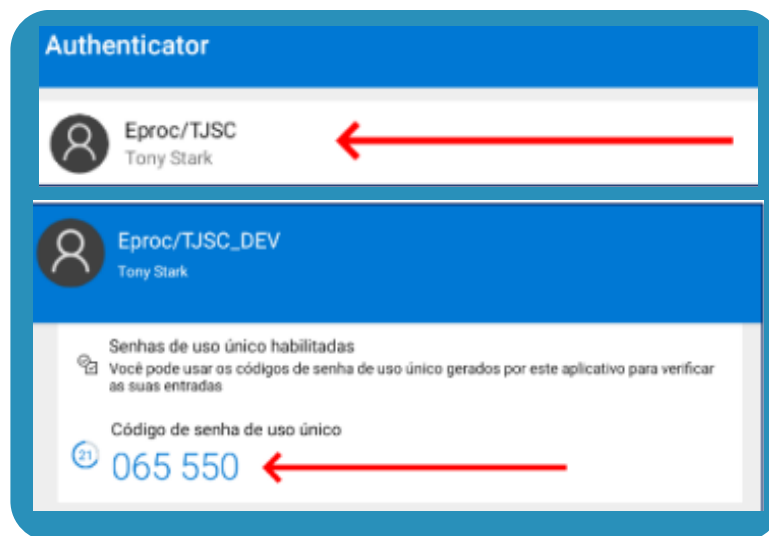 Authenticator
Eproc/TJSC
Tony Stark
Eproc/TJSC_DEV
Tony Stark
Senhas de uso único habilitadas
Você pode usar os códigos de senha de uso único gerados por este aplicativo para verificar
as suas entradas
Código de senha de uso único
21
065 550